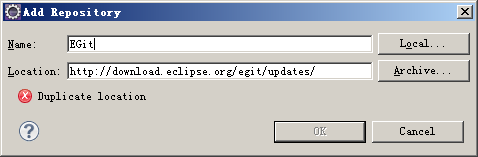 Add Repository
Name: EGit Local...
Location: http://download.eclipse.org/egit/updates/ Archive...
Duplicate location
? OK Cancel